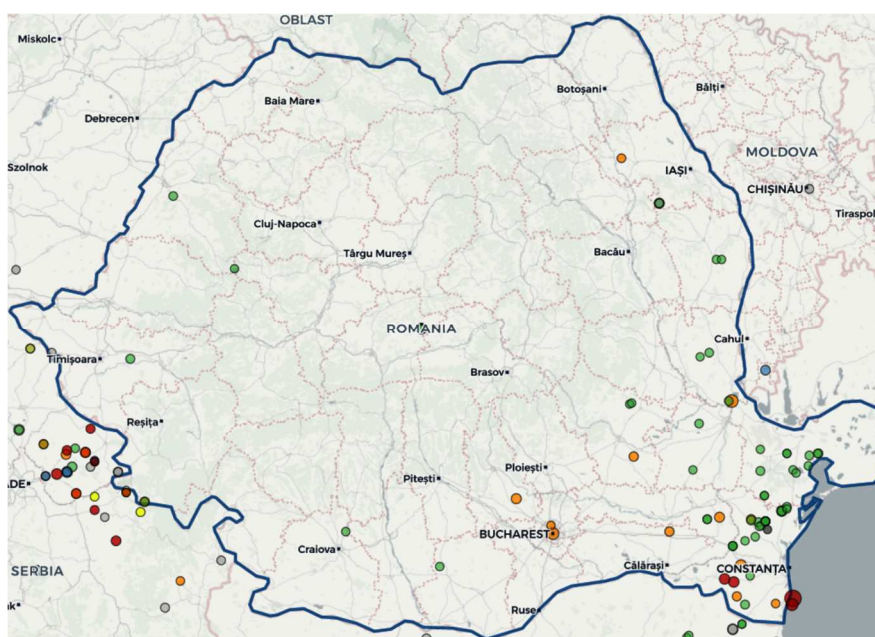 OBLAST
Miskolc
Botoșani
Bălți
Baia Mare
Debrecen
MOLDOVA
Szolnok
IAȘI
CHIȘINĂU
Tiraspol
Cluj-Napoca
Târgu Mureș
Bacău
ROMANIA
Cahul
Timișoara
Brasov
Reșița
Ploiești
Pitești
ADE
BUCHAREST
Craiova
Călărași
CONSTANȚA
SERBIA
Ruse